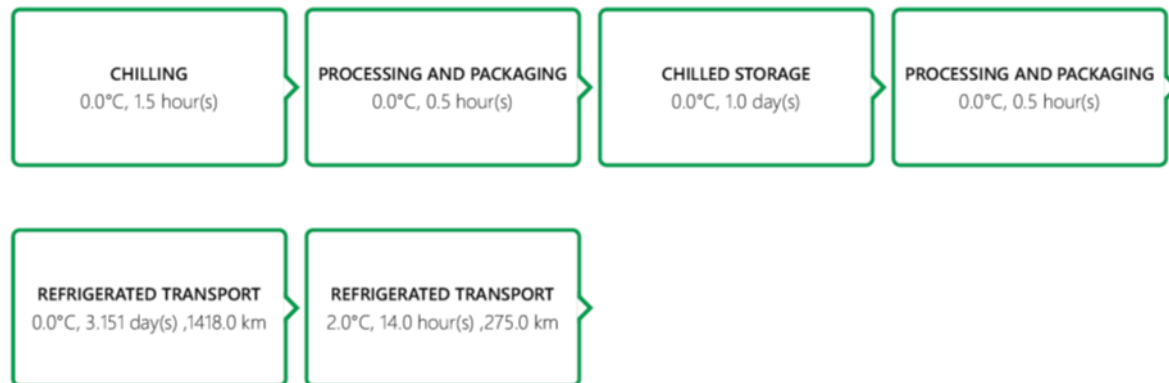 CHILLING
0.0°C, 1.5 hour(s)
PROCESSING AND PACKAGING
0.0°C, 0.5 hour(s)
CHILLED STORAGE
0.0°C, 1.0 day(s)
PROCESSING AND PACKAGING
0.0°C, 0.5 hour(s)
REFRIGERATED TRANSPORT
0.0°C, 3.151 day(s) ,1418.0 km
REFRIGERATED TRANSPORT
2.0°C, 14.0 hour(s) ,275.0 km